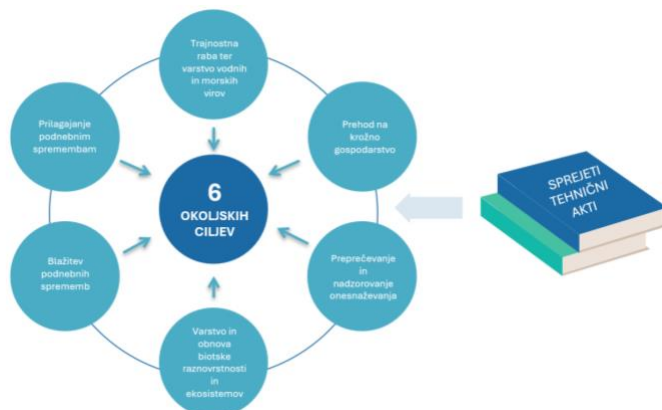 Trajnostna
raba ter
varstvo vodnih
in morskih
virov
Prilagajanje
podnebnim
spremembam
Prehod na
krožno
gospodarstvo
6
OKOLJSKIH
CILJEV
SPREJETI
TEHNIČNI
AKTI
Blažitev
podnebnih
sprememb
Preprečevanje
in
nadzorovanje
onesnaževanja
Varstvo in
obnova
biotske
raznovrstnosti
in
ekosistemov